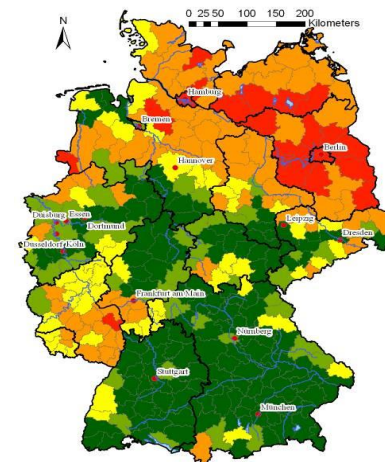 N
0 25 50 100 150 200
Kilometers
Hamburg
Bremen
Berlin
Hannover
Duisburg Essen
Dortmund
Düsseldorf Köln
Leipzig
Dresden
Frankfurt am Main
Nürnberg
Stuttgart
München